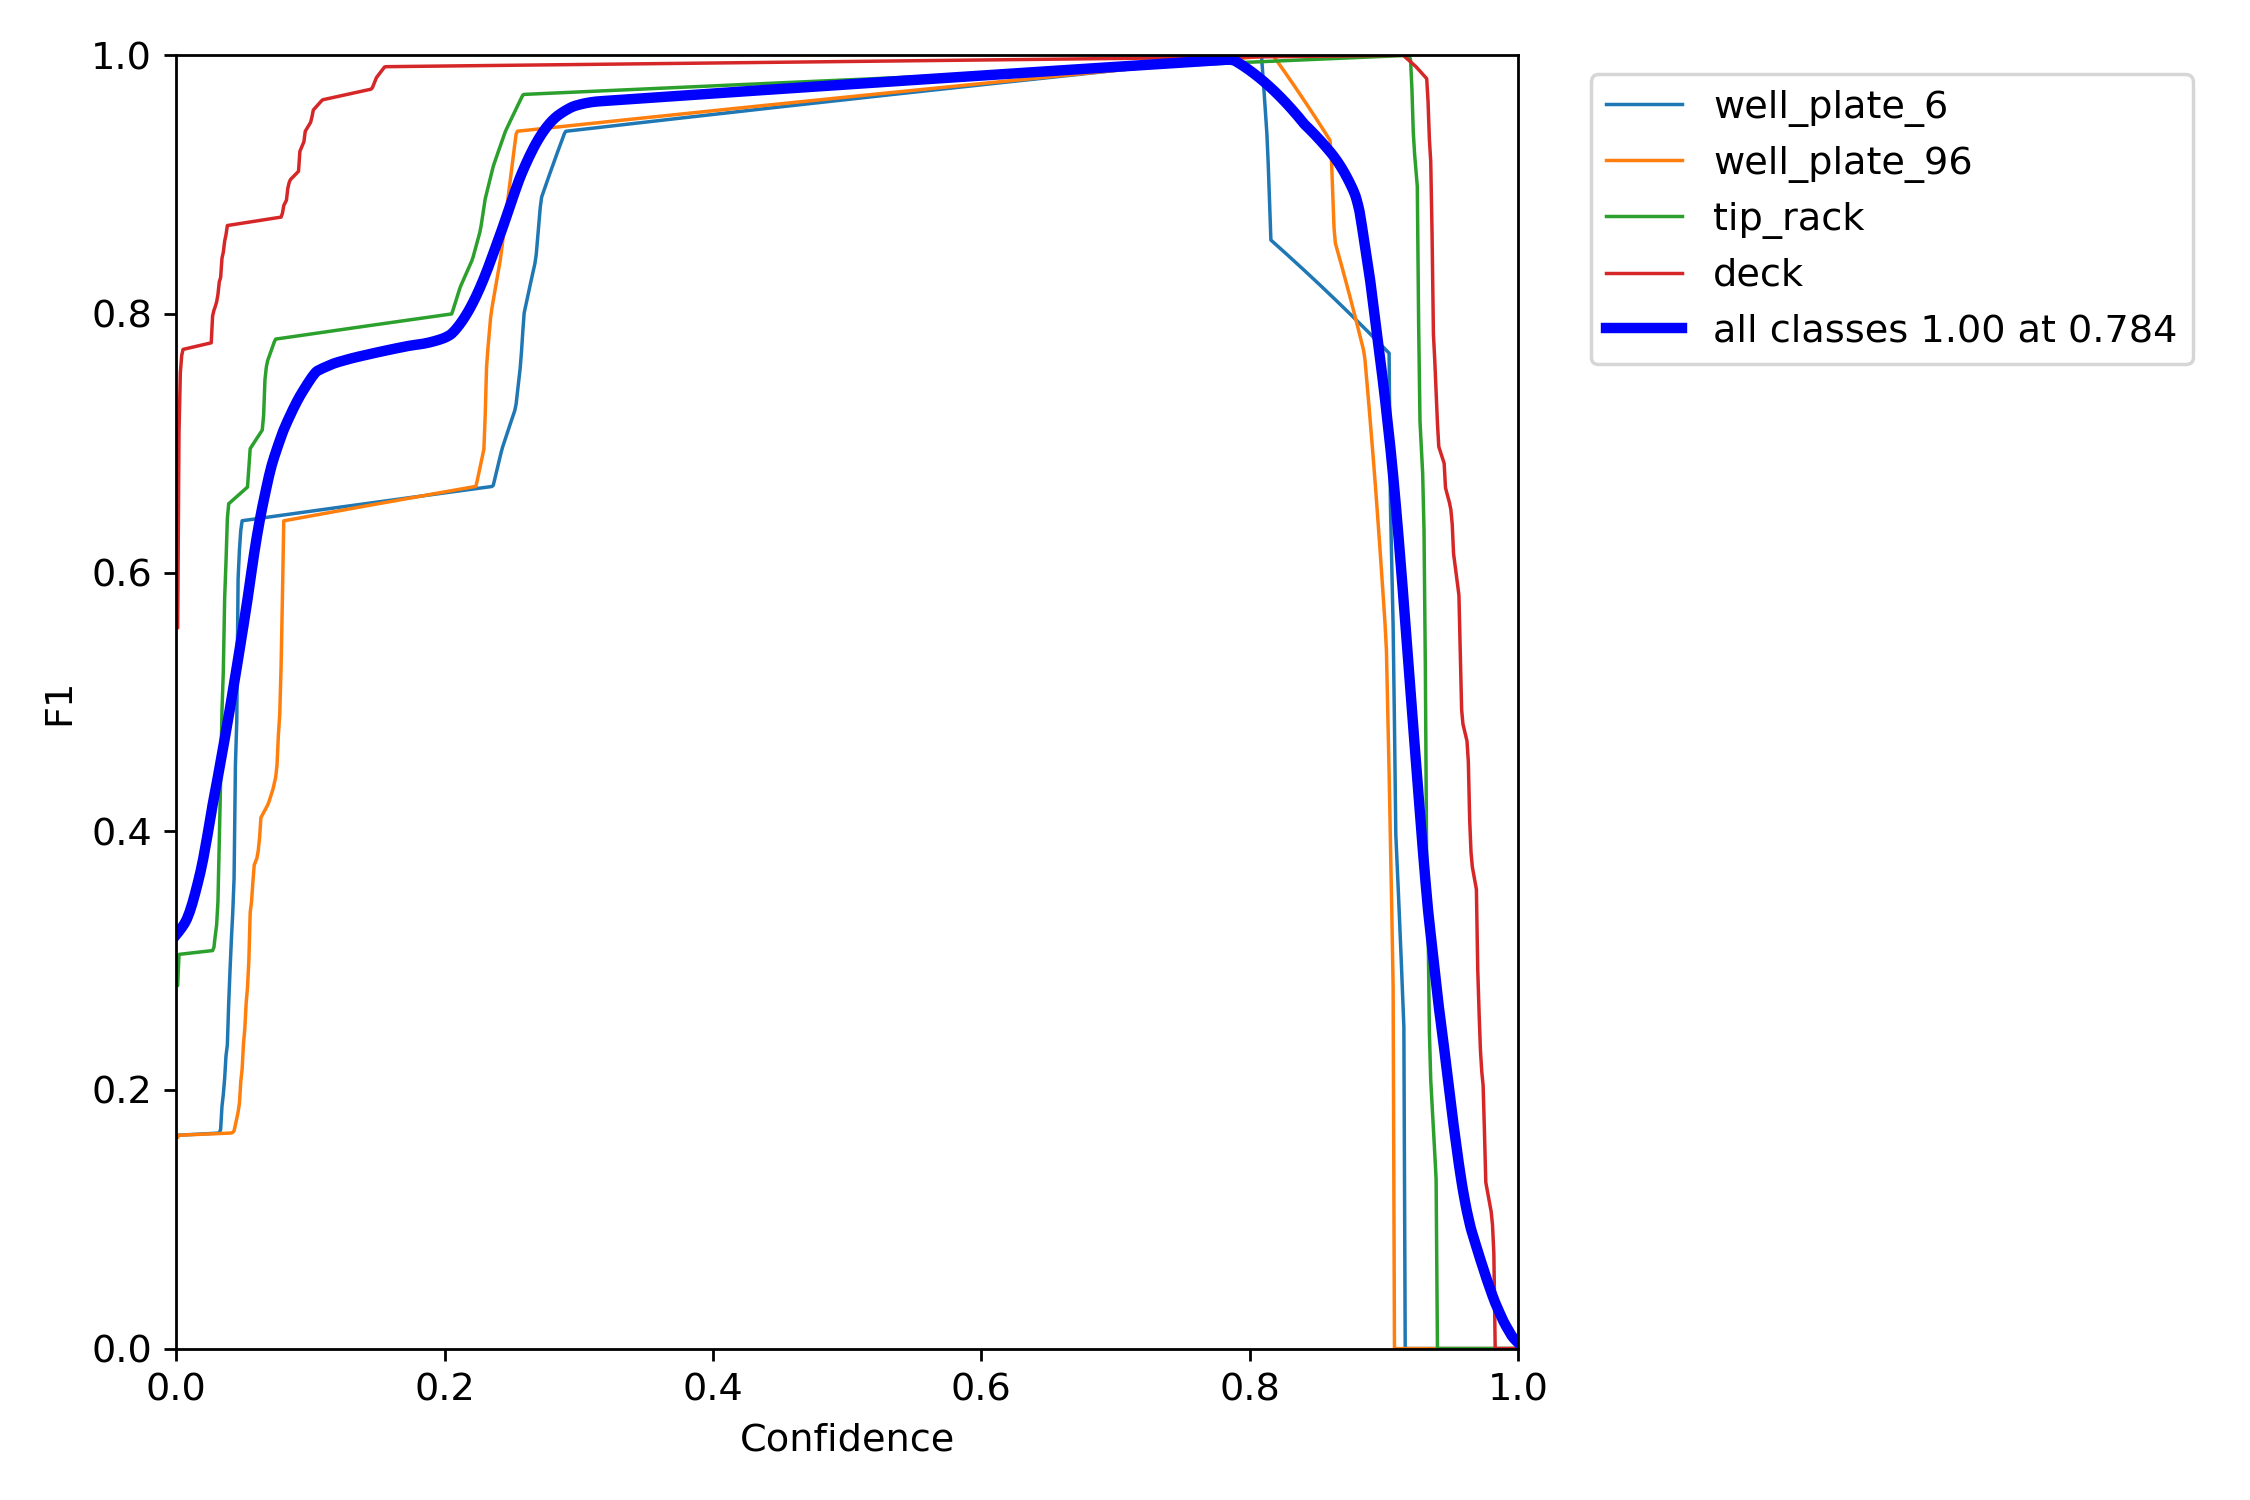 1.0
0.8
0.6
0.4
0.2
0.0
F1
0.0 0.2 0.4 0.6 0.8 1.0
Confidence
well_plate_6
well_plate_96
tip_rack
deck
all classes 1.00 at 0.784